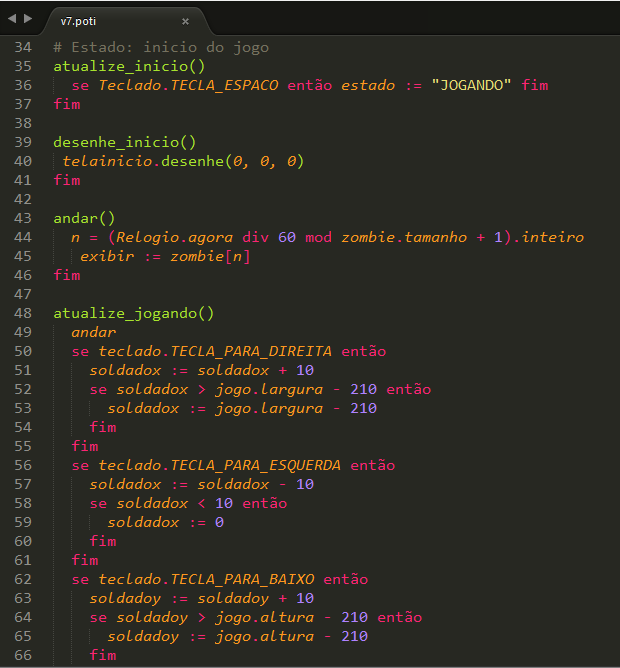 v7.poti ×
34 # Estado: inicio do jogo
35 atualize_inicio()
36 se Teclado.TECLA_ESPACO então estado := "JOGANDO" fim
37 fim
38
39 desenhe_inicio()
40 telainicio.desenhe(0, 0, 0)
41 fim
42
43 andar()
44 n = (Relogio.agora div 60 mod zombie.tamanho + 1).inteiro
45 exibir := zombie[n]
46 fim
47
48 atualize_jogando()
49 andar
50 se teclado.TECLA_PARA_DIREITA então
51 soldadox := soldadox + 10
52 se soldadox > jogo.largura - 210 então
53 soldadox := jogo.largura - 210
54 fim
55 fim
56 se teclado.TECLA_PARA_ESQUERDA então
57 soldadox := soldadox - 10
58 se soldadox < 10 então
59 soldadox := 0
60 fim
61 fim
62 se teclado.TECLA_PARA_BAIXO então
63 soldadoy := soldadoy + 10
64 se soldadoy > jogo.altura - 210 então
65 soldadoy := jogo.altura - 210
66 fim